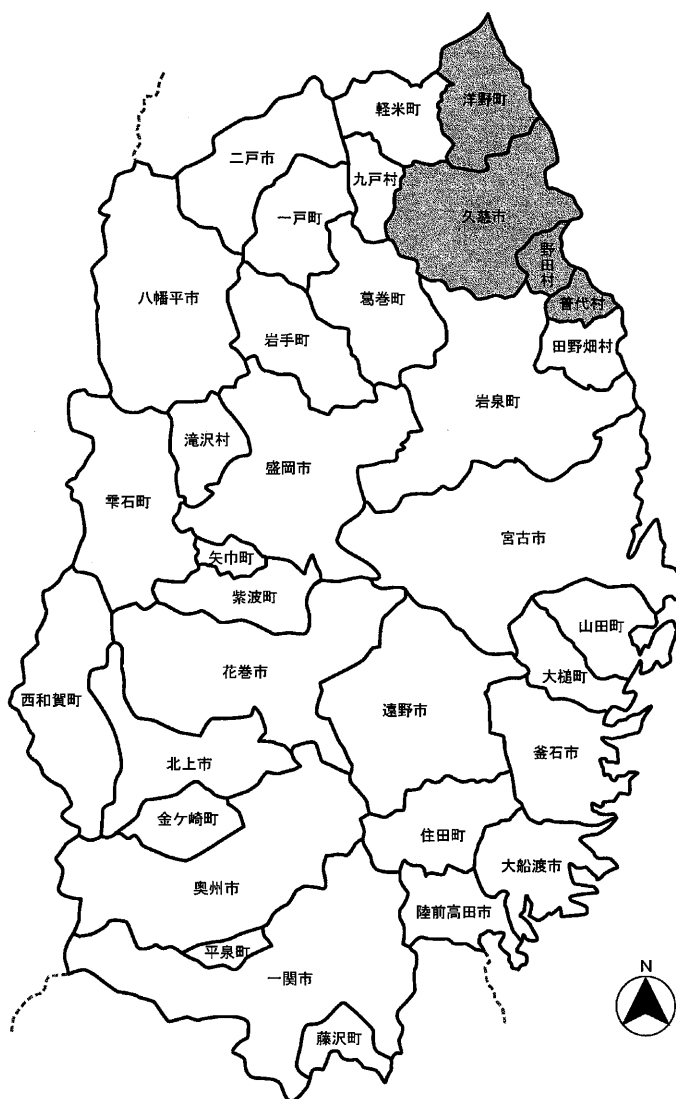 洋野町
軽米町
二戸市
九戸村
久慈市
一戸町
野田村
八幡平市
葛巻町
普代村
岩手町
田野畑村
岩泉町
滝沢村
盛岡市
雫石町
宮古市
矢巾町
紫波町
山田町
花巻市
大槌町
西和賀町
遠野市
釜石市
北上市
金ケ崎町
住田町
大船渡市
奥州市
陸前高田市
平泉町
一関市
N
藤沢町